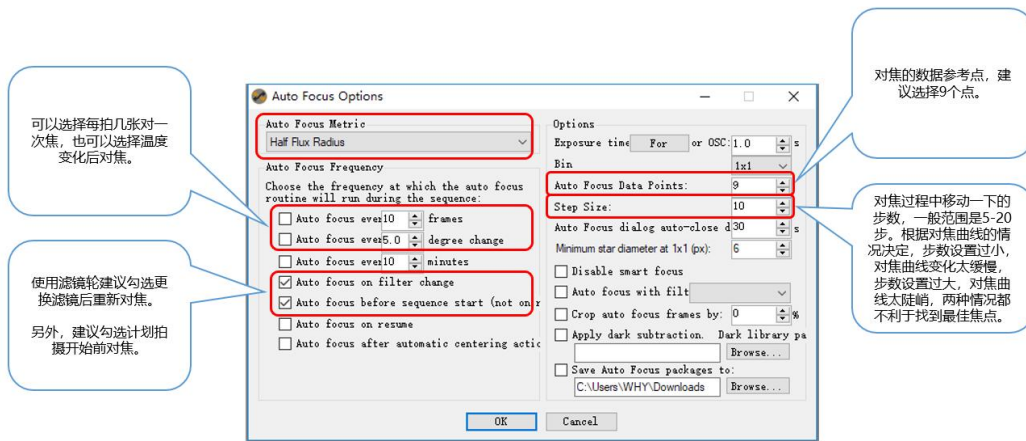 对焦的数据参考点，建
议选择9个点。
可以选择每拍几张对一
次焦，也可以选择温度
变化后对焦。
使用滤镜轮建议勾选更
换滤镜后重新对焦。
另外，建议勾选计划拍
摄开始前对焦。
Auto Focus Options
Auto Focus Metric
Half Flux Radius
Auto Focus Frequency
Choose the frequency at which the auto focus
routine will run during the sequence:
Auto focus ever 10 frames
Auto focus ever 5.0 degree change
Auto focus ever 10 minutes
Auto focus on filter change
Auto focus before sequence start (not on r
Auto focus on resume
Auto focus after automatic centering actic
Options
Exposure time For or OSC: 1.0 s
Bin 1x1
Auto Focus Data Points: 9
Step Size: 10
Auto Focus dialog auto-close d 30 s
Minimum star diameter at 1x1 (px): 6
Disable smart focus
Auto focus with filt
Crop auto focus frames by: 0 %
Apply dark subtraction. Dark library pa
Browse...
Save Auto Focus packages to:
C:\Users\WHY\Downloads Browse...
OK Cancel
对焦过程中移动一下的
步数，一般范围是5-20
步。根据对焦曲线的情
况决定，步数设置过小，
对焦曲线变化太缓慢，
步数设置过大，对焦曲
线太陡峭，两种情况都
不利于找到最佳焦点。